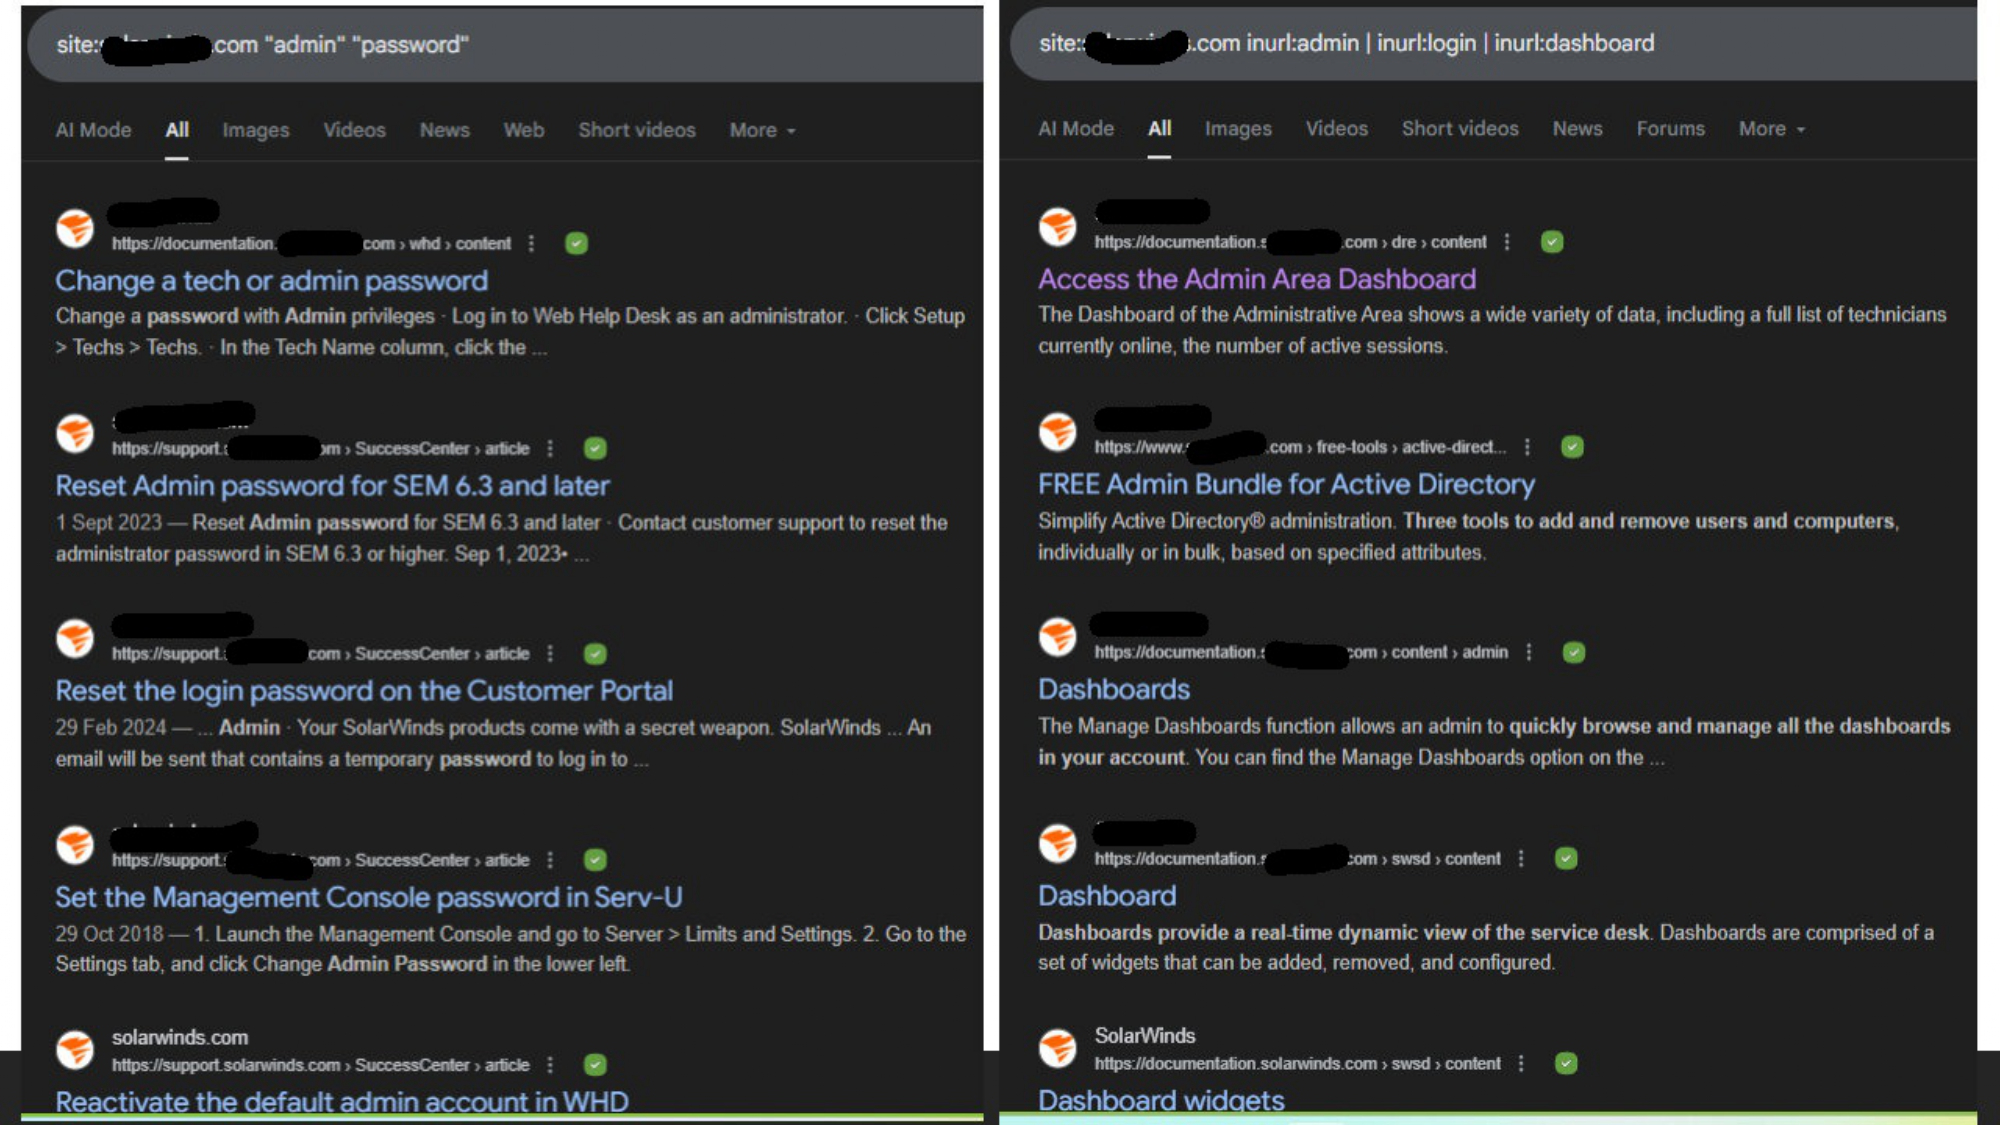 site:s .com "admin" "password"
AI Mode All Images Videos News Web Short videos More
https://documentation. com › whd › content
Change a tech or admin password
Change a password with Admin privileges · Log in to Web Help Desk as an administrator. · Click Setup
> Techs > Techs. · In the Tech Name column, click the ...
https://support. om › SuccessCenter › article
Reset Admin password for SEM 6.3 and later
1 Sept 2023 — Reset Admin password for SEM 6.3 and later · Contact customer support to reset the
administrator password in SEM 6.3 or higher. Sep 1, 2023• ...
https://support. com › SuccessCenter › article
Reset the login password on the Customer Portal
29 Feb 2024 — ... Admin · Your SolarWinds products come with a secret weapon. SolarWinds ... An
email will be sent that contains a temporary password to log in to ...
https://support. com › SuccessCenter › article
Set the Management Console password in Serv-U
29 Oct 2018 — 1. Launch the Management Console and go to Server > Limits and Settings. 2. Go to the
Settings tab, and click Change Admin Password in the lower left.
solarwinds.com
https://support.solarwinds.com › SuccessCenter › article
Reactivate the default admin account in WHD
site: s.com inurl:admin | inurl:login | inurl:dashboard
AI Mode All Images Videos Short videos News Forums More
https://documentation.s .com › dre › content
Access the Admin Area Dashboard
The Dashboard of the Administrative Area shows a wide variety of data, including a full list of technicians
currently online, the number of active sessions.
https://www. .com › free-tools › active-direct...
FREE Admin Bundle for Active Directory
Simplify Active Directory® administration. Three tools to add and remove users and computers,
individually or in bulk, based on specified attributes.
https://documentation. com › content › admin
Dashboards
The Manage Dashboards function allows an admin to quickly browse and manage all the dashboards
in your account. You can find the Manage Dashboards option on the ...
https://documentation.s com › swsd › content
Dashboard
Dashboards provide a real-time dynamic view of the service desk. Dashboards are comprised of a
set of widgets that can be added, removed, and configured.
SolarWinds
https://documentation.solarwinds.com › swsd › content
Dashboard widgets